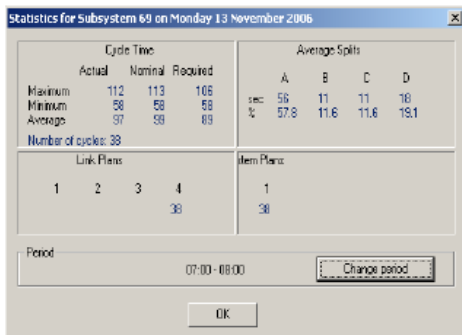 Statistics for Subsystem 69 on Monday 13 November 2006
Cycle Time
Actual Nominal Required
Maximum 112 113 106
Minimum 58 58 58
Average 97 99 89
Number of cycles: 38
Average Splits
A B C D
sec 56 11 11 18
% 57.8 11.6 11.6 19.1
Link Plans
1 2 3 4
38
tem Plans
1
38
Period
07:00 - 08:00
Change period
OK